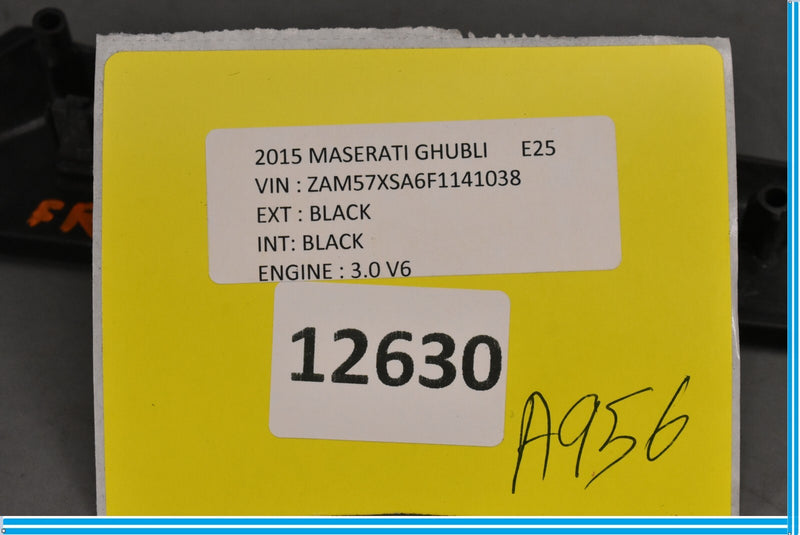 2015 MASERATI GHUBLI E25
VIN : ZAM57XSA6F1141038
EXT : BLACK
INT: BLACK
ENGINE : 3.0 V6
12630
A956